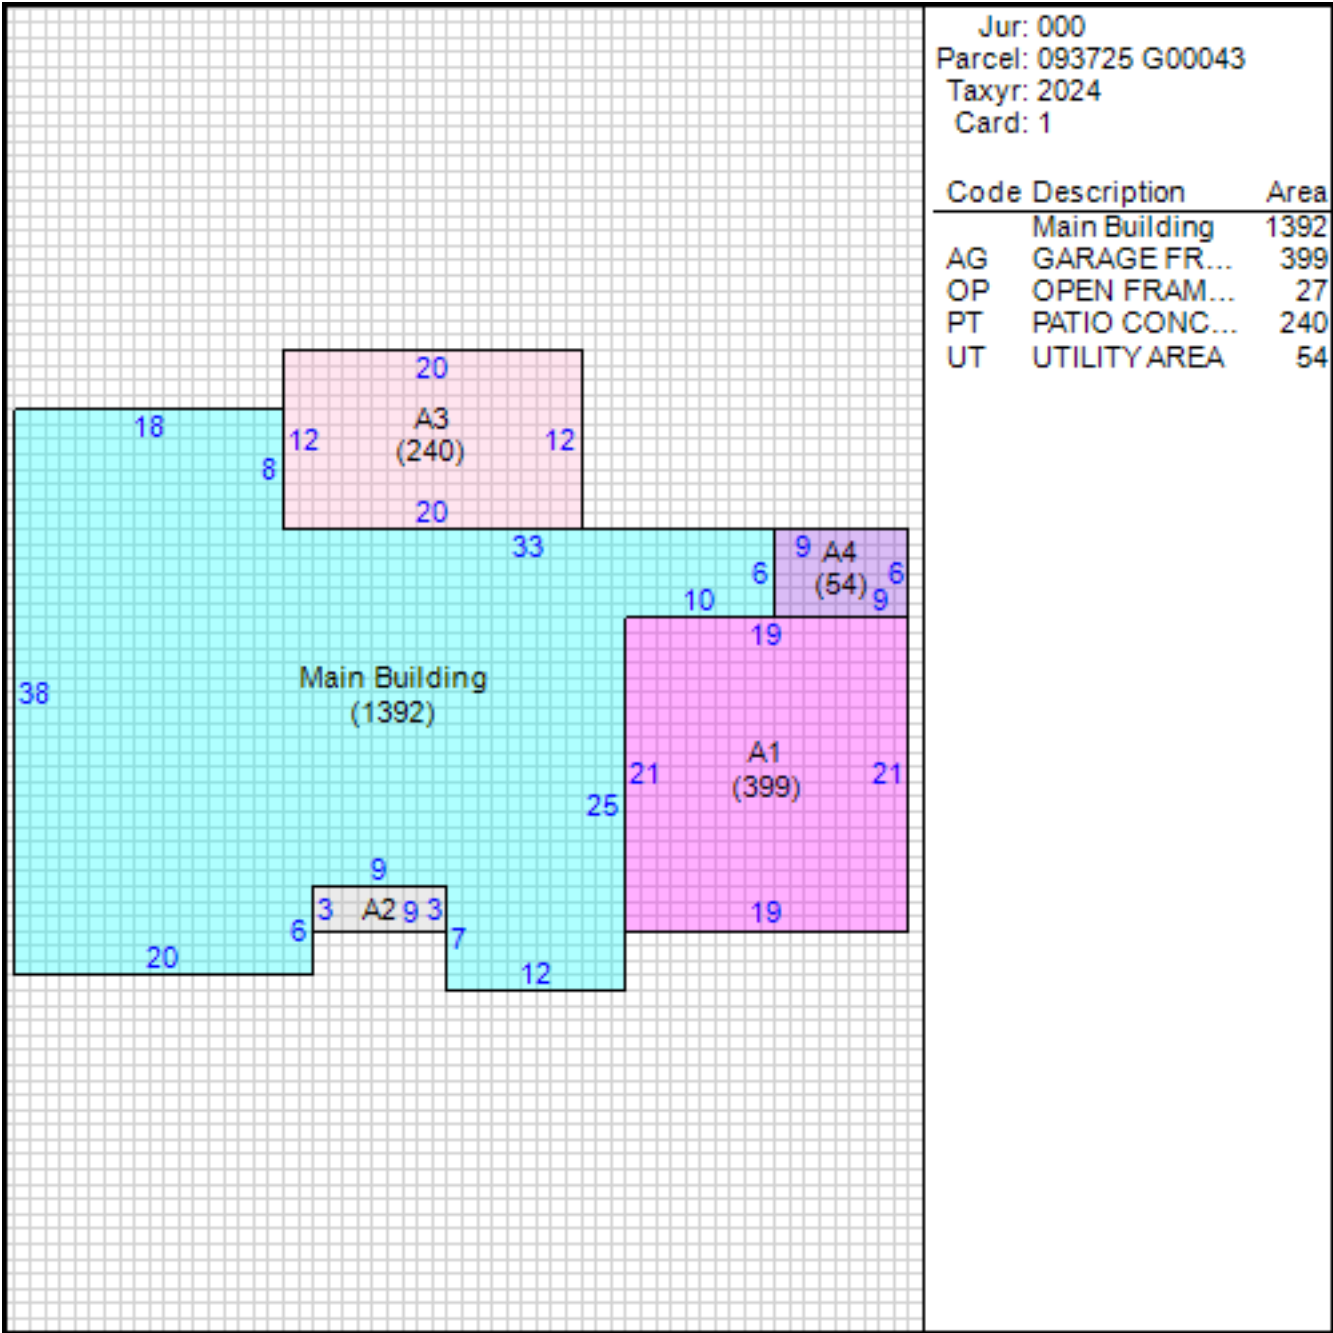 Jur: 000
Parcel: 093725 G00043
Taxyr: 2024
Card: 1
Code Description Area
Main Building 1392
AG GARAGE FR... 399
OP OPEN FRAM... 27
PT PATIO CONC... 240
UT UTILITY AREA 54
20
A3
(240)
12
12
20
18
8
33
9
A4
(54)
6
9
6
10
19
38
Main Building
(1392)
A1
(399)
21
21
25
19
9
3
A2
9
3
6
7
20
12